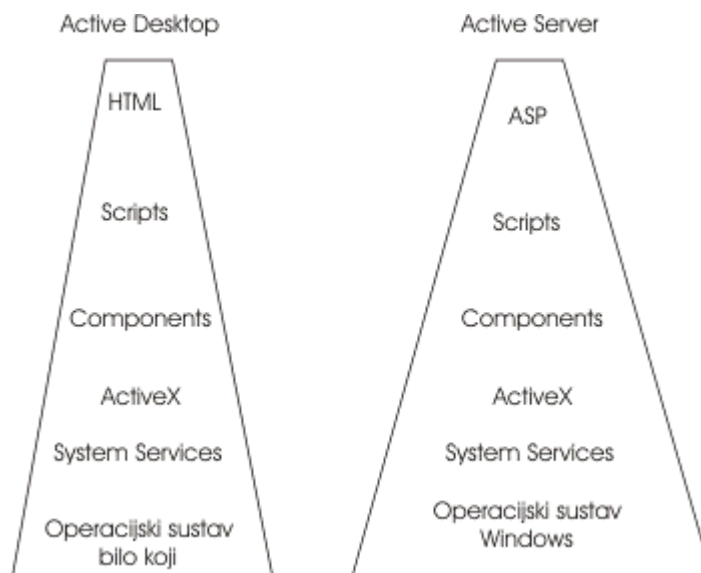 Active Desktop
HTML
Scripts
Components
ActiveX
System Services
Operacijski sustav
bilo koji
Active Server
ASP
Scripts
Components
ActiveX
System Services
Operacijski sustav
Windows